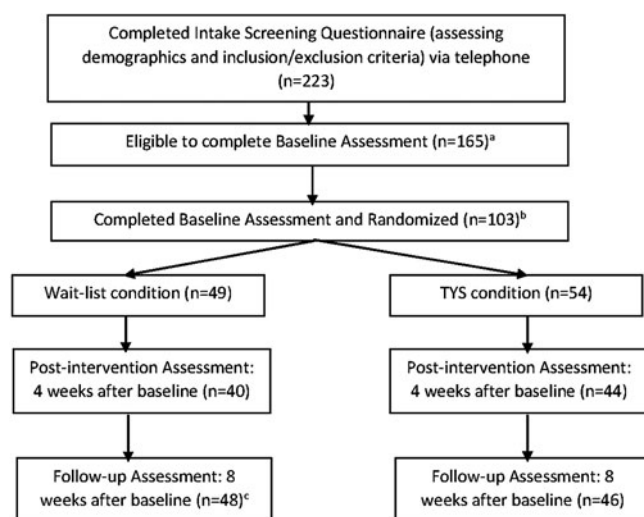 Completed Intake Screening Questionnaire (assessing
demographics and inclusion/exclusion criteria) via telephone
(n=223)
Eligible to complete Baseline Assessment (n=165)ᵃ
Completed Baseline Assessment and Randomized (n=103)ᵇ
Wait-list condition (n=49)
TYS condition (n=54)
Post-intervention Assessment:
4 weeks after baseline (n=40)
Post-intervention Assessment:
4 weeks after baseline (n=44)
Follow-up Assessment: 8
weeks after baseline (n=48)ᶜ
Follow-up Assessment: 8
weeks after baseline (n=46)